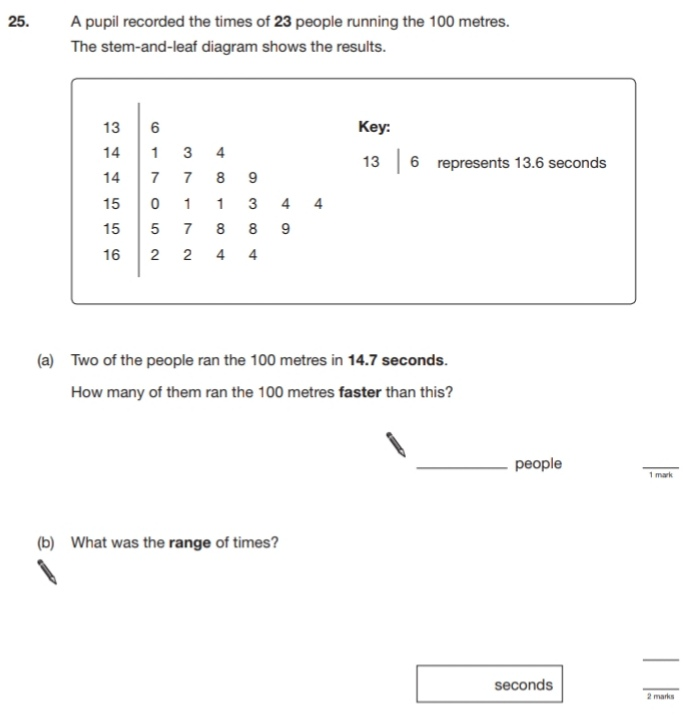 25. A pupil recorded the times of 23 people running the 100 metres.
The stem-and-leaf diagram shows the results.
13 6
Key:
14 1 3 4
13 6 represents 13.6 seconds
14 7 7 8 9
15 0 1 1 3 4 4
15 5 7 8 8 9
16 2 2 4 4
(a) Two of the people ran the 100 metres in 14.7 seconds.
How many of them ran the 100 metres faster than this?
people
1 mark
(b) What was the range of times?
seconds
2 marks